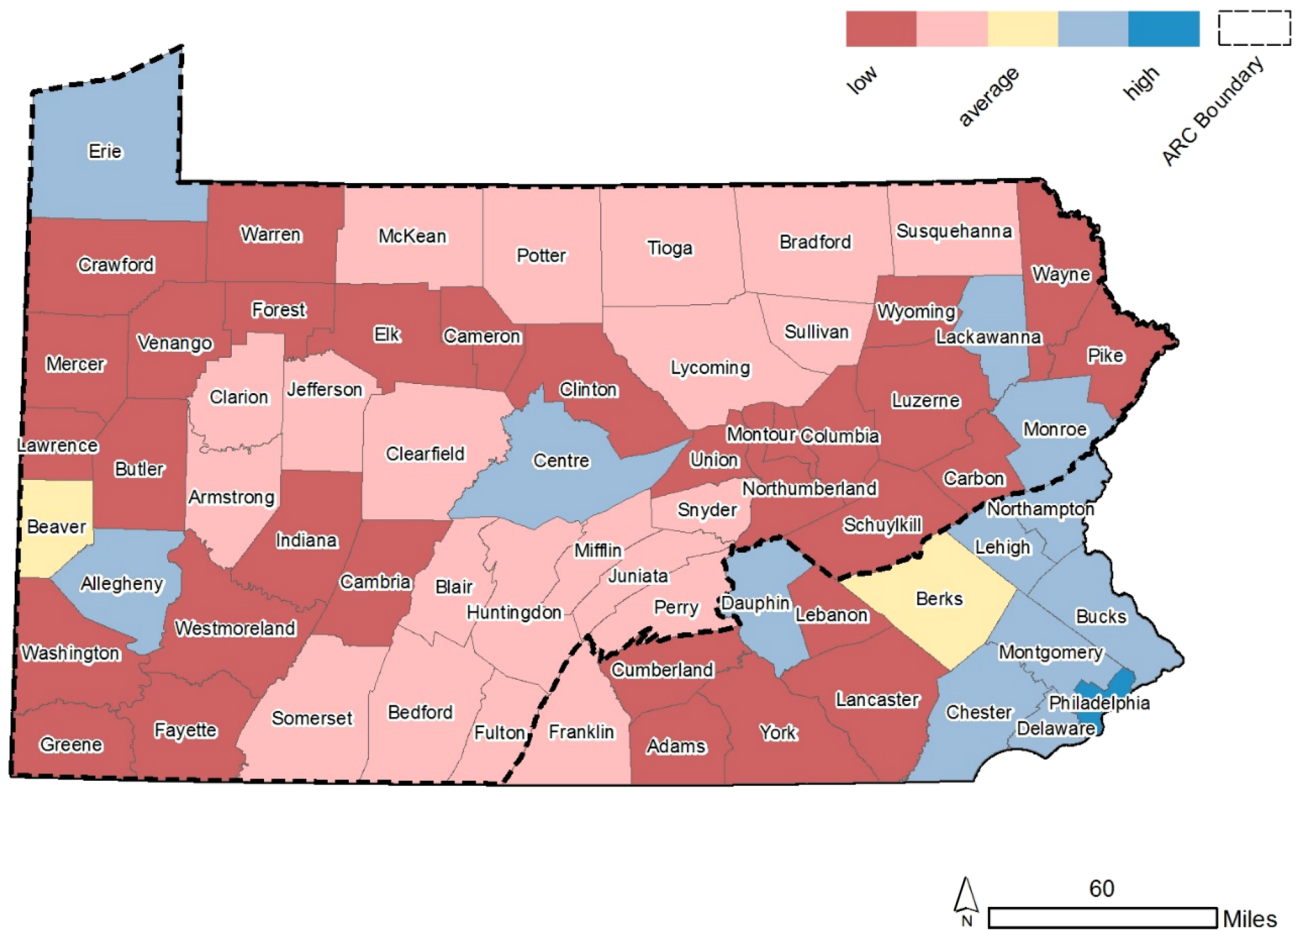 low
average
high
ARC Boundary
Erie
Warren
McKean
Potter
Tioga
Bradford
Susquehanna
Crawford
Wayne
Forest
Wyoming
Elk
Cameron
Sullivan
Lackawanna
Venango
Mercer
Pike
Lycoming
Clarion
Jefferson
Clinton
Luzerne
Monroe
Montour
Columbia
Lawrence
Butler
Clearfield
Centre
Union
Carbon
Armstrong
Northumberland
Snyder
Northampton
Beaver
Schuylkill
Indiana
Mifflin
Lehigh
Allegheny
Cambria
Blair
Juniata
Huntingdon
Perry
Dauphin
Lebanon
Berks
Bucks
Westmoreland
Washington
Montgomery
Cumberland
Lancaster
Philadelphia
Somerset
Bedford
Chester
Fulton
Franklin
York
Delaware
Greene
Fayette
Adams
60
N
Miles